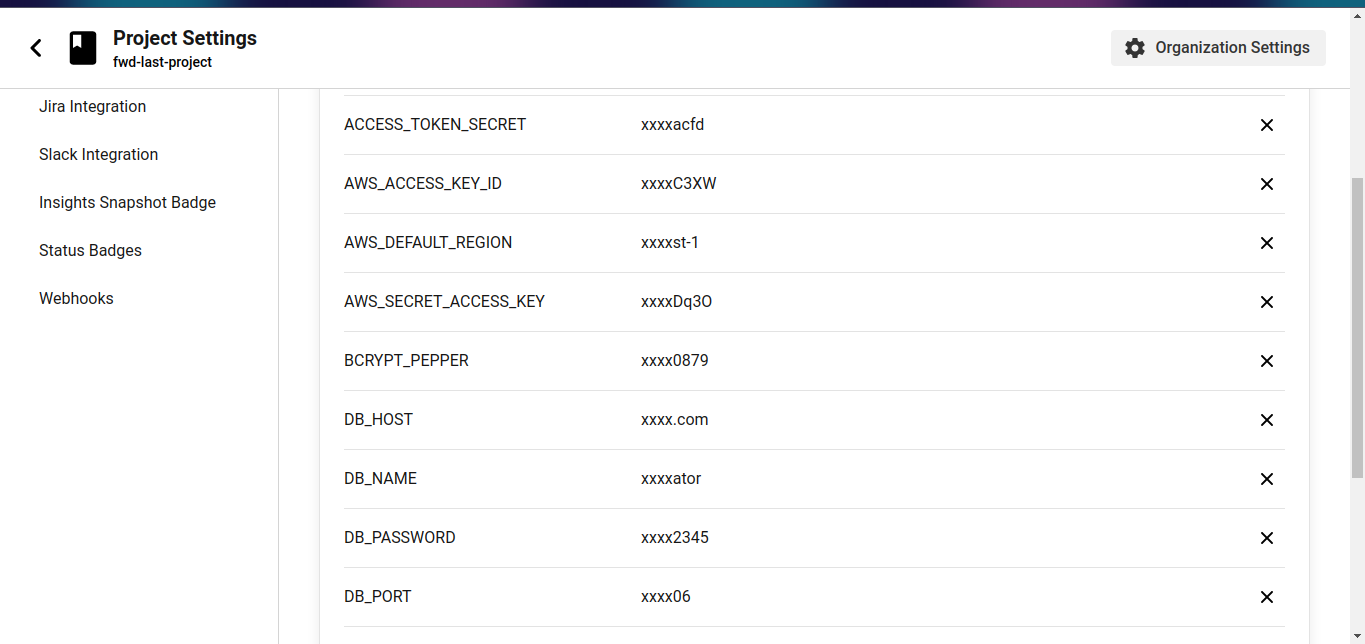 Project Settings
fwd-last-project
Organization Settings
Jira Integration
Slack Integration
Insights Snapshot Badge
Status Badges
Webhooks
ACCESS_TOKEN_SECRET xxxxacfd
AWS_ACCESS_KEY_ID xxxxC3XW
AWS_DEFAULT_REGION xxxxst-1
AWS_SECRET_ACCESS_KEY xxxxDq3O
BCRYPT_PEPPER xxxx0879
DB_HOST xxxx.com
DB_NAME xxxxator
DB_PASSWORD xxxx2345
DB_PORT xxxx06